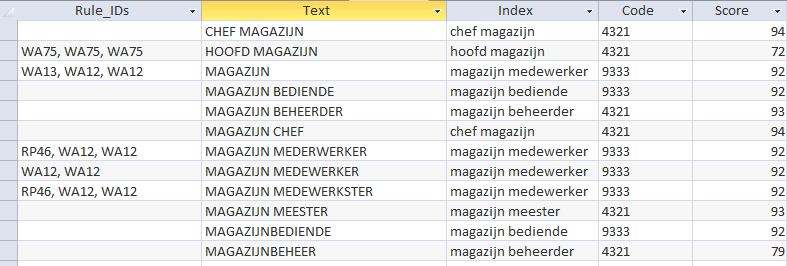 Rule_IDs Text Index Code Score
CHEF MAGAZIJN chef magazijn 4321 94
WA75, WA75, WA75 HOOFD MAGAZIJN hoofd magazijn 4321 72
WA13, WA12, WA12 MAGAZIJN magazijn medewerker 9333 92
MAGAZIJN BEDIENDE magazijn bediende 9333 92
MAGAZIJN BEHEERDER magazijn beheerder 4321 93
MAGAZIJN CHEF chef magazijn 4321 94
RP46, WA12, WA12 MAGAZIJN MEDERWERKER magazijn medewerker 9333 92
WA12, WA12 MAGAZIJN MEDEWERKER magazijn medewerker 9333 92
RP46, WA12, WA12 MAGAZIJN MEDEWERKSTER magazijn medewerker 9333 92
MAGAZIJN MEESTER magazijn meester 4321 93
MAGAZIJNBEDIENDE magazijn bediende 9333 92
MAGAZIJNBEHEER magazijn beheerder 4321 79